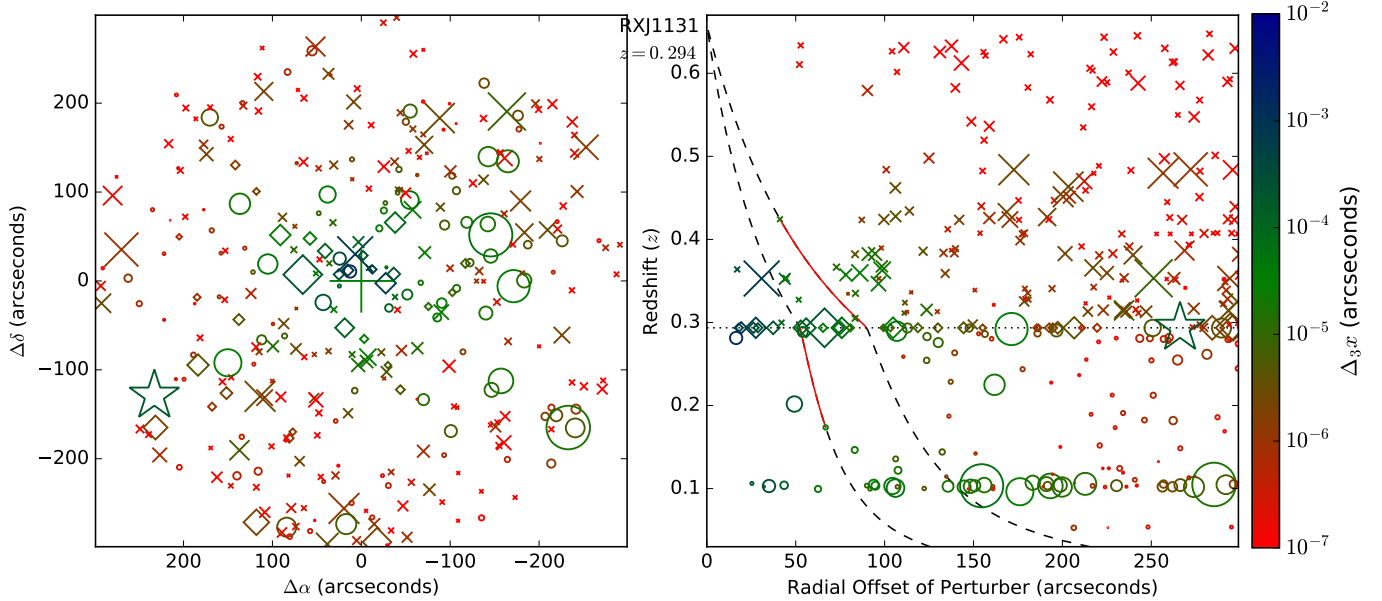 RXJ1131
z = 0.294
200
100
0
−100
−200
Δδ (arcseconds)
200 100 0 −100 −200
Δα (arcseconds)
0.6
0.5
0.4
0.3
0.2
0.1
Redshift (z)
0 50 100 150 200 250
Radial Offset of Perturber (arcseconds)
10⁻²
10⁻³
10⁻⁴
10⁻⁵
10⁻⁶
10⁻⁷
Δ₃x (arcseconds)